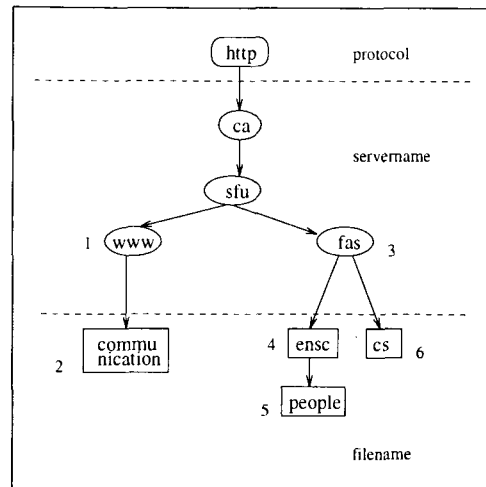 http
protocol
ca
servername
sfu
1
www
fas
3
commu
nication
2
4
ensc
cs
6
5
people
filename